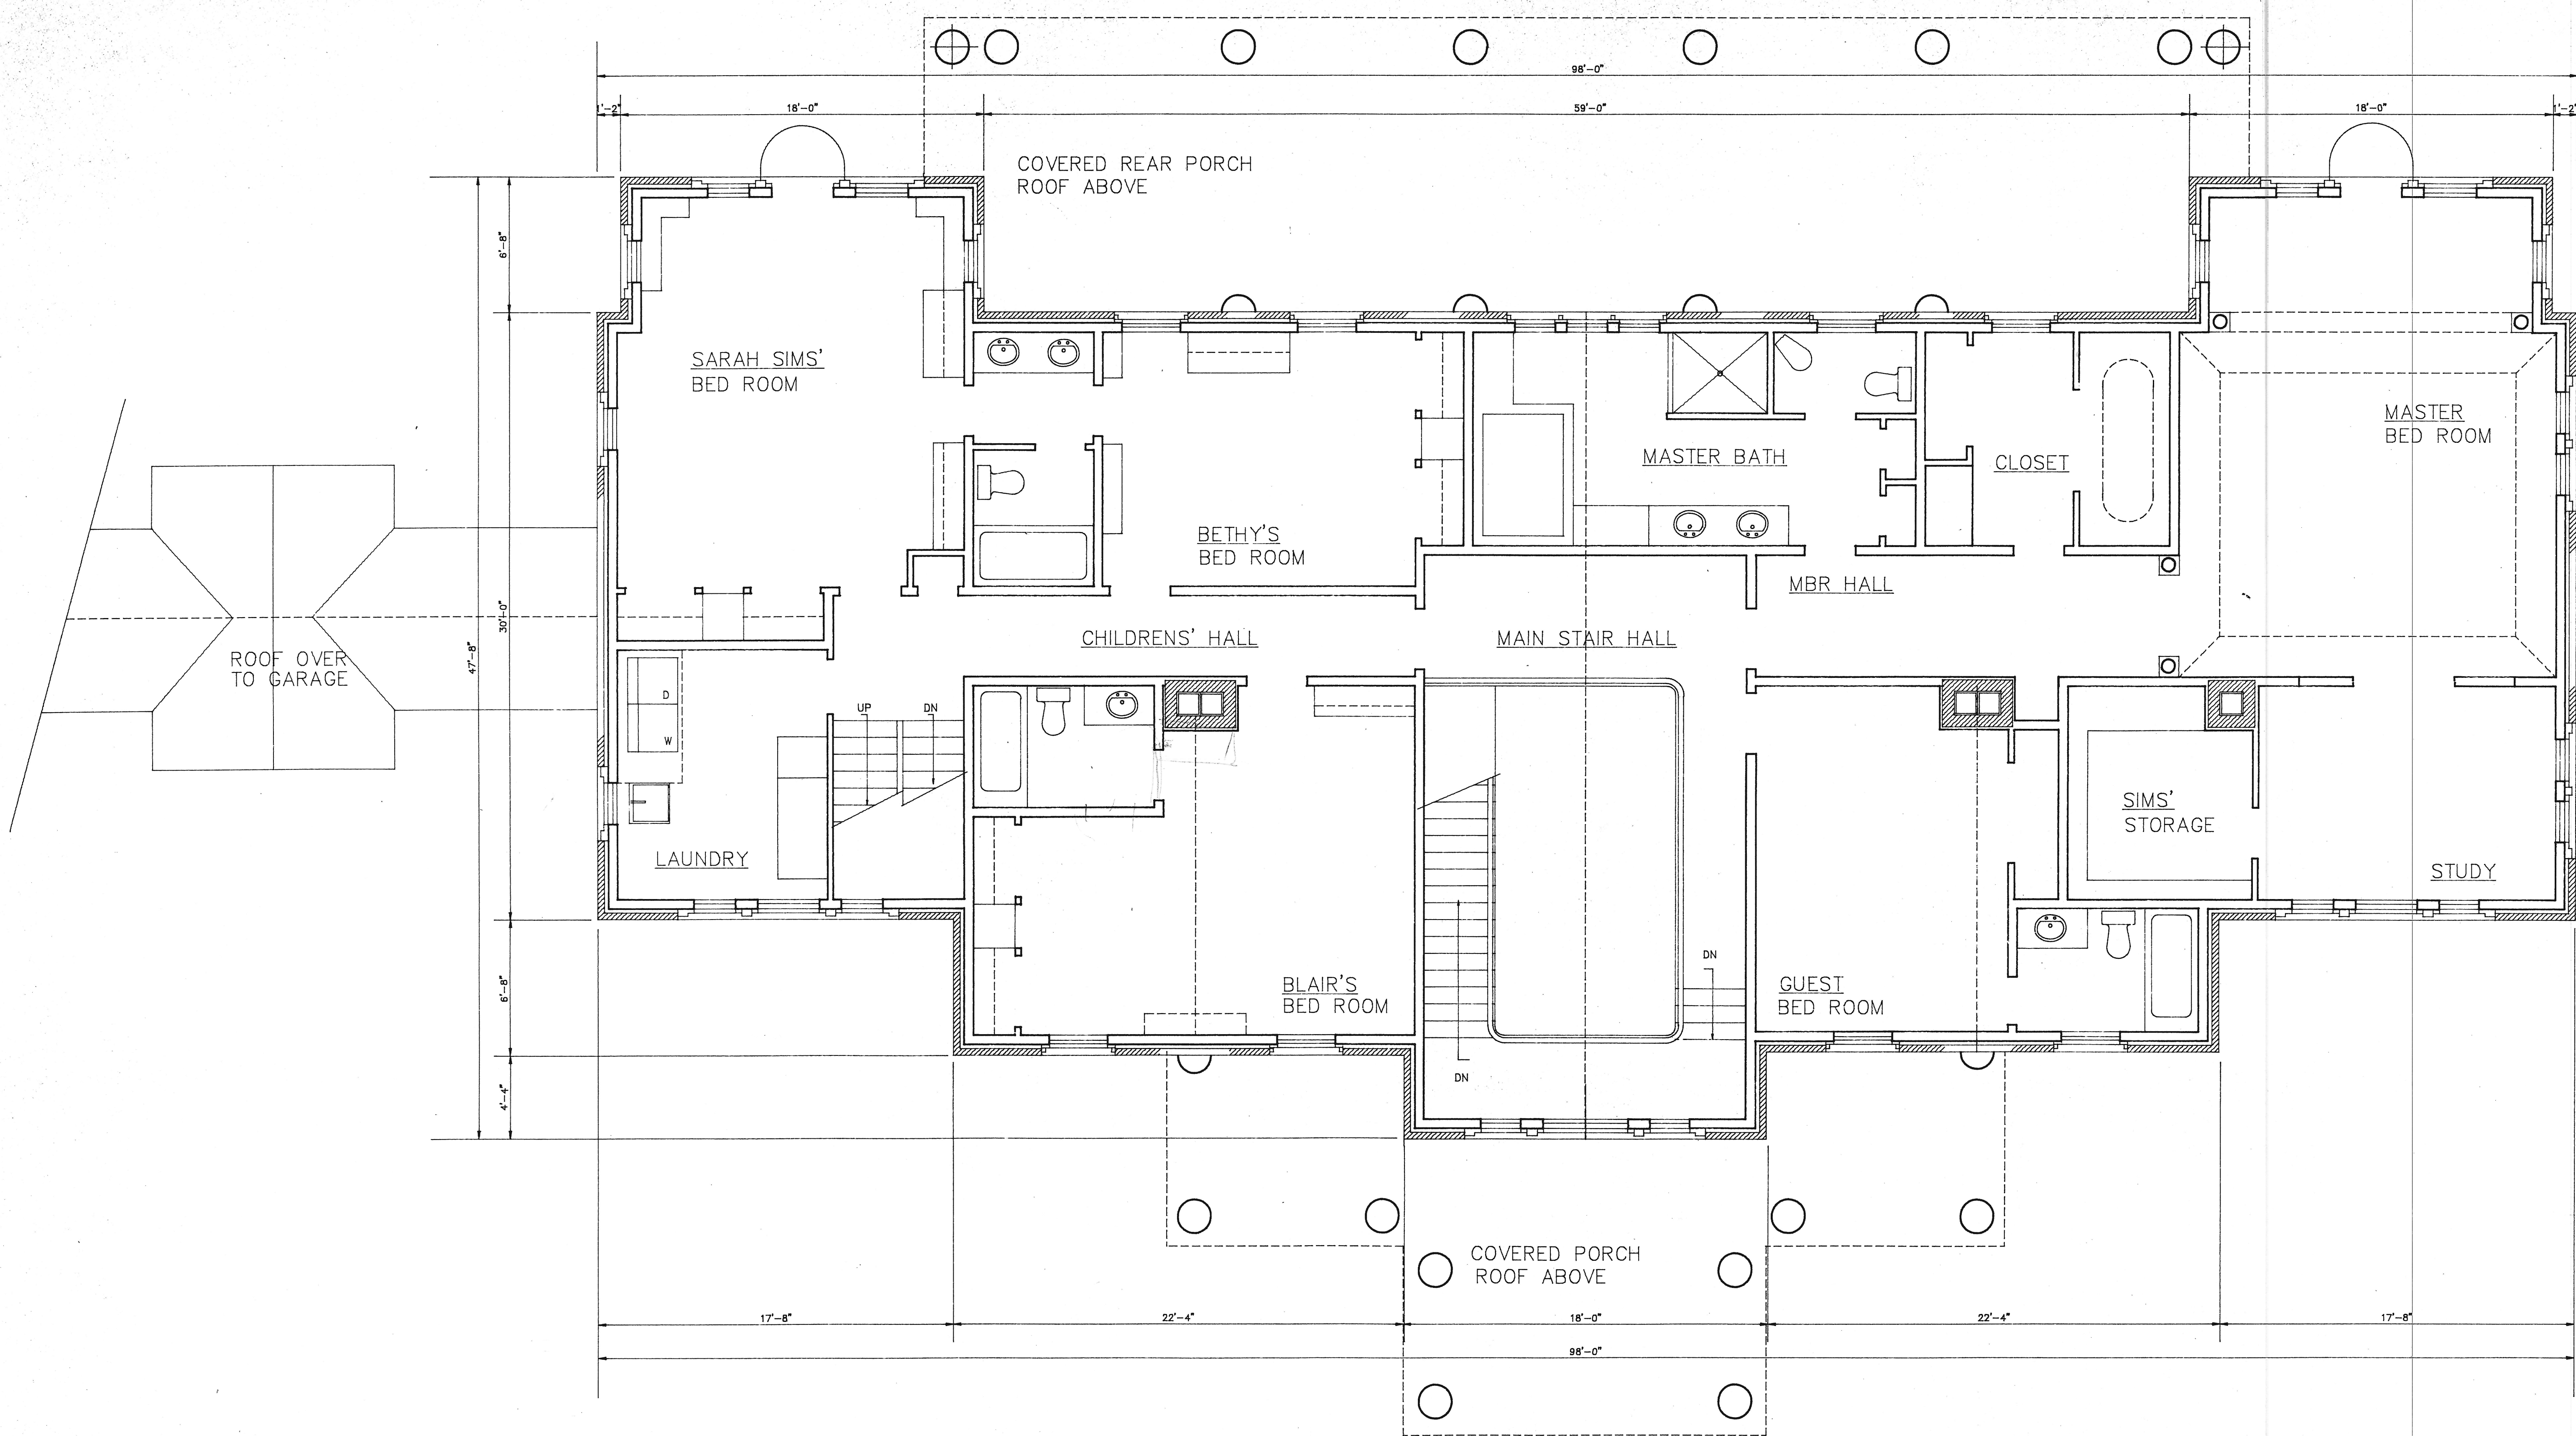 98'-0"
1'-2"
18'-0"
59'-0"
18'-0"
1'-2"
COVERED REAR PORCH
ROOF ABOVE
6'-8"
SARAH SIMS'
BED ROOM
MASTER
BED ROOM
MASTER BATH
CLOSET
BETHY'S
BED ROOM
MBR HALL
30'-0"
47'-8"
CHILDRENS' HALL
MAIN STAIR HALL
ROOF OVER
TO GARAGE
D
W
UP
DN
SIMS'
STORAGE
LAUNDRY
STUDY
DN
6'-8"
BLAIR'S
BED ROOM
GUEST
BED ROOM
DN
4'-4"
COVERED PORCH
ROOF ABOVE
17'-8"
22'-4"
18'-0"
22'-4"
17'-8"
98'-0"